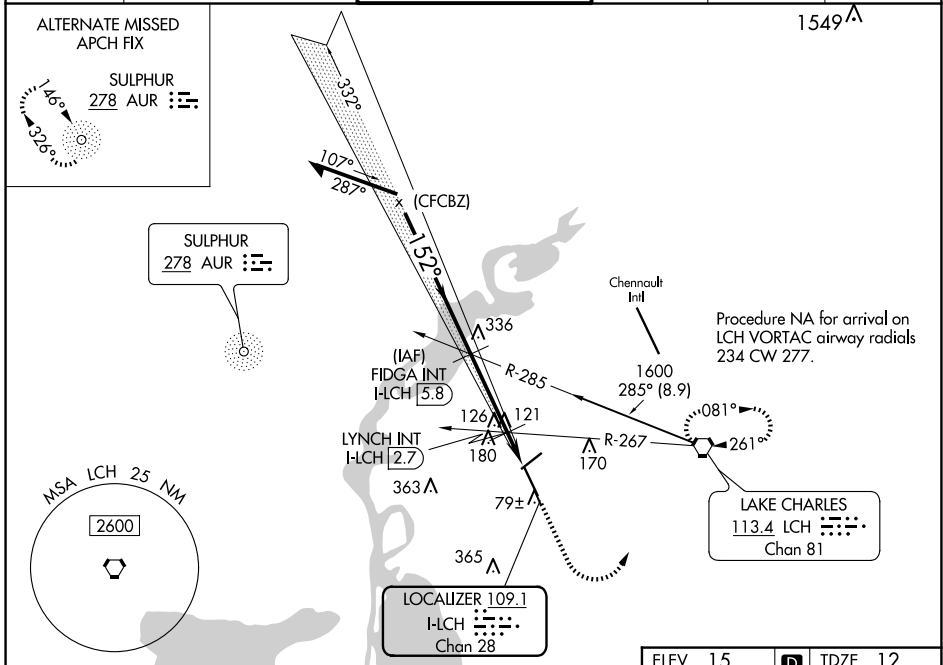 ALTERNATE MISSED
APCH FIX
SULPHUR
278 AUR
146°
326°
1549
332°
107°
287°
(CFCBZ)
152°
SULPHUR
278 AUR
Chennault
Intl
Procedure NA for arrival on
LCH VORTAC airway radials
234 CW 277.
336
(IAF)
FIDGA INT
I-LCH 5.8
R-285
1600
285° (8.9)
081°
261°
126
121
LYNCH INT
I-LCH 2.7
180
R-267
170
363
79±
MSA LCH 25 NM
2600
LAKE CHARLES
113.4 LCH
Chan 81
365
LOCALIZER 109.1
I-LCH
Chan 28
ELEV 15
D
TDZE 12